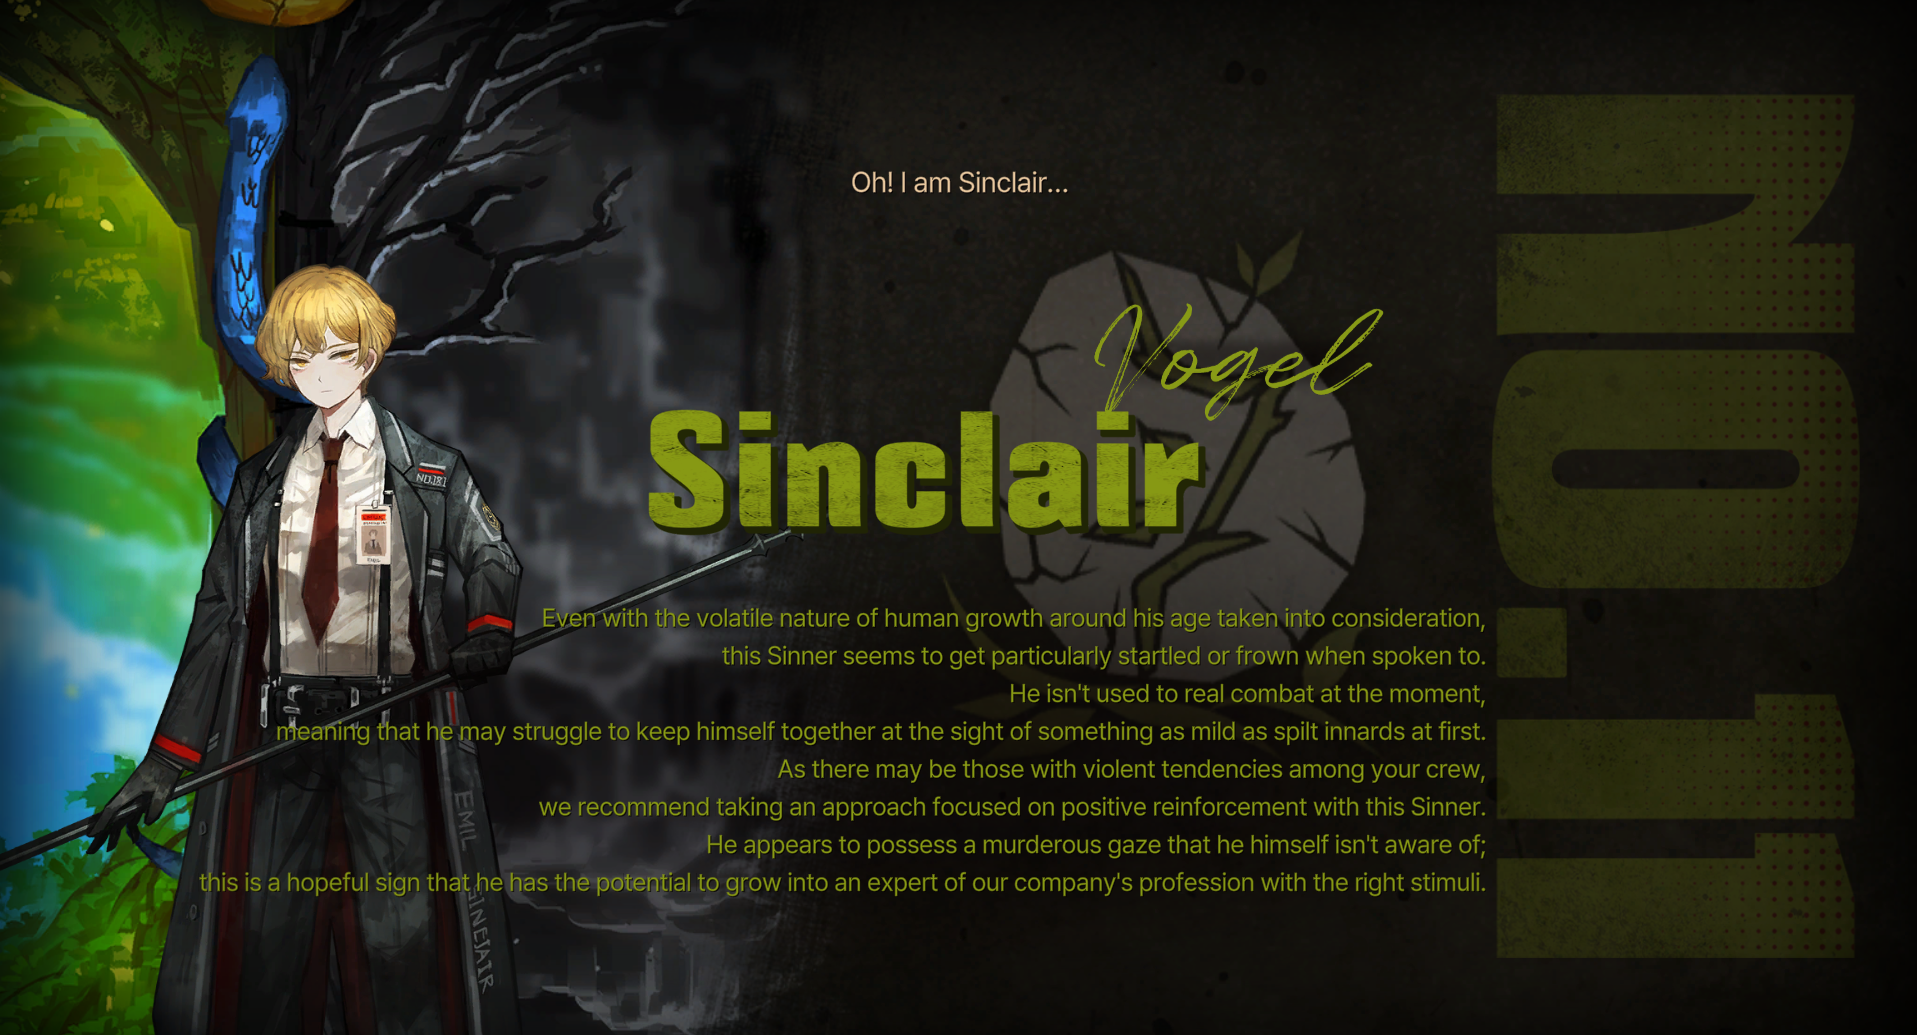 Oh! I am Sinclair...
Vogel
Sinclair
Even with the volatile nature of human growth around his age taken into consideration,
this Sinner seems to get particularly startled or frown when spoken to.
He isn't used to real combat at the moment,
meaning that he may struggle to keep himself together at the sight of something as mild as spilt innards at first.
As there may be those with violent tendencies among your crew,
we recommend taking an approach focused on positive reinforcement with this Sinner.
He appears to possess a murderous gaze that he himself isn't aware of;
this is a hopeful sign that he has the potential to grow into an expert of our company's profession with the right stimuli.
NO.11
NO.181
EMIL
SINCLAIR